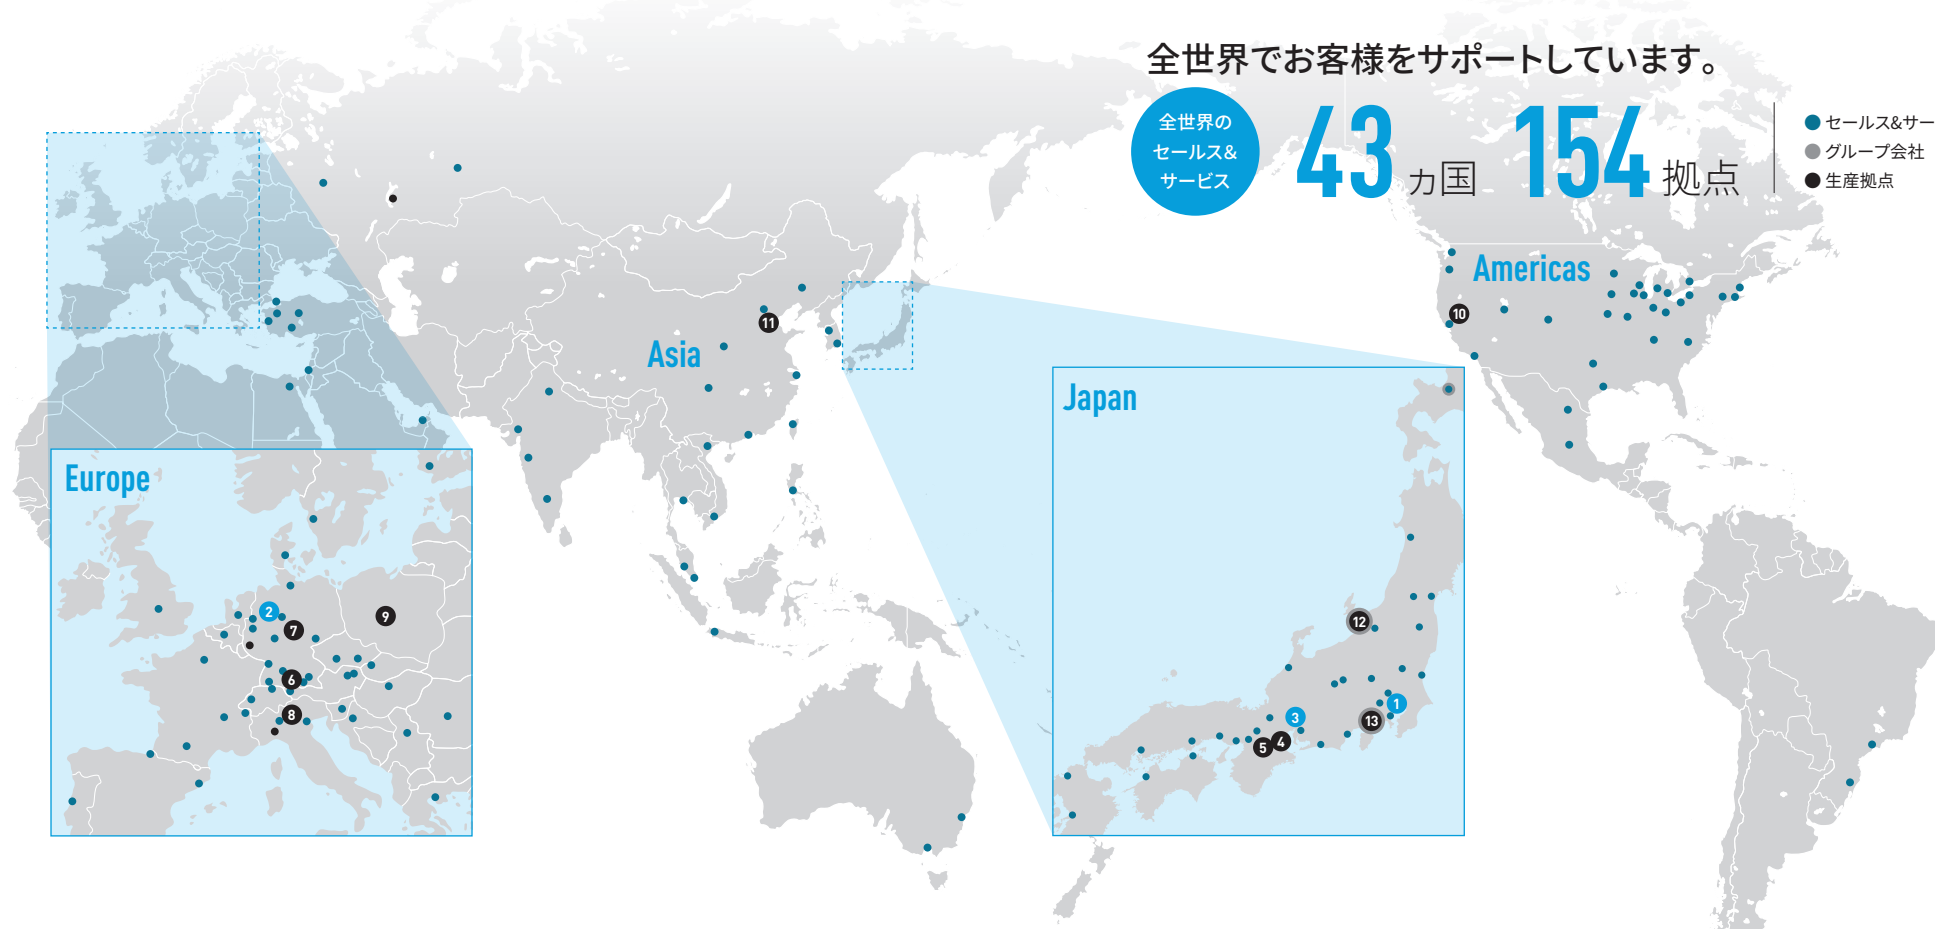 全世界でお客様をサポートしています。
全世界の
セールス&
サービス
43 ヵ国 154 拠点
セールス&サー
グループ会社
生産拠点
Americas
10
11
Asia
Japan
12
1
3
13
5
4
Europe
2
7
9
6
8